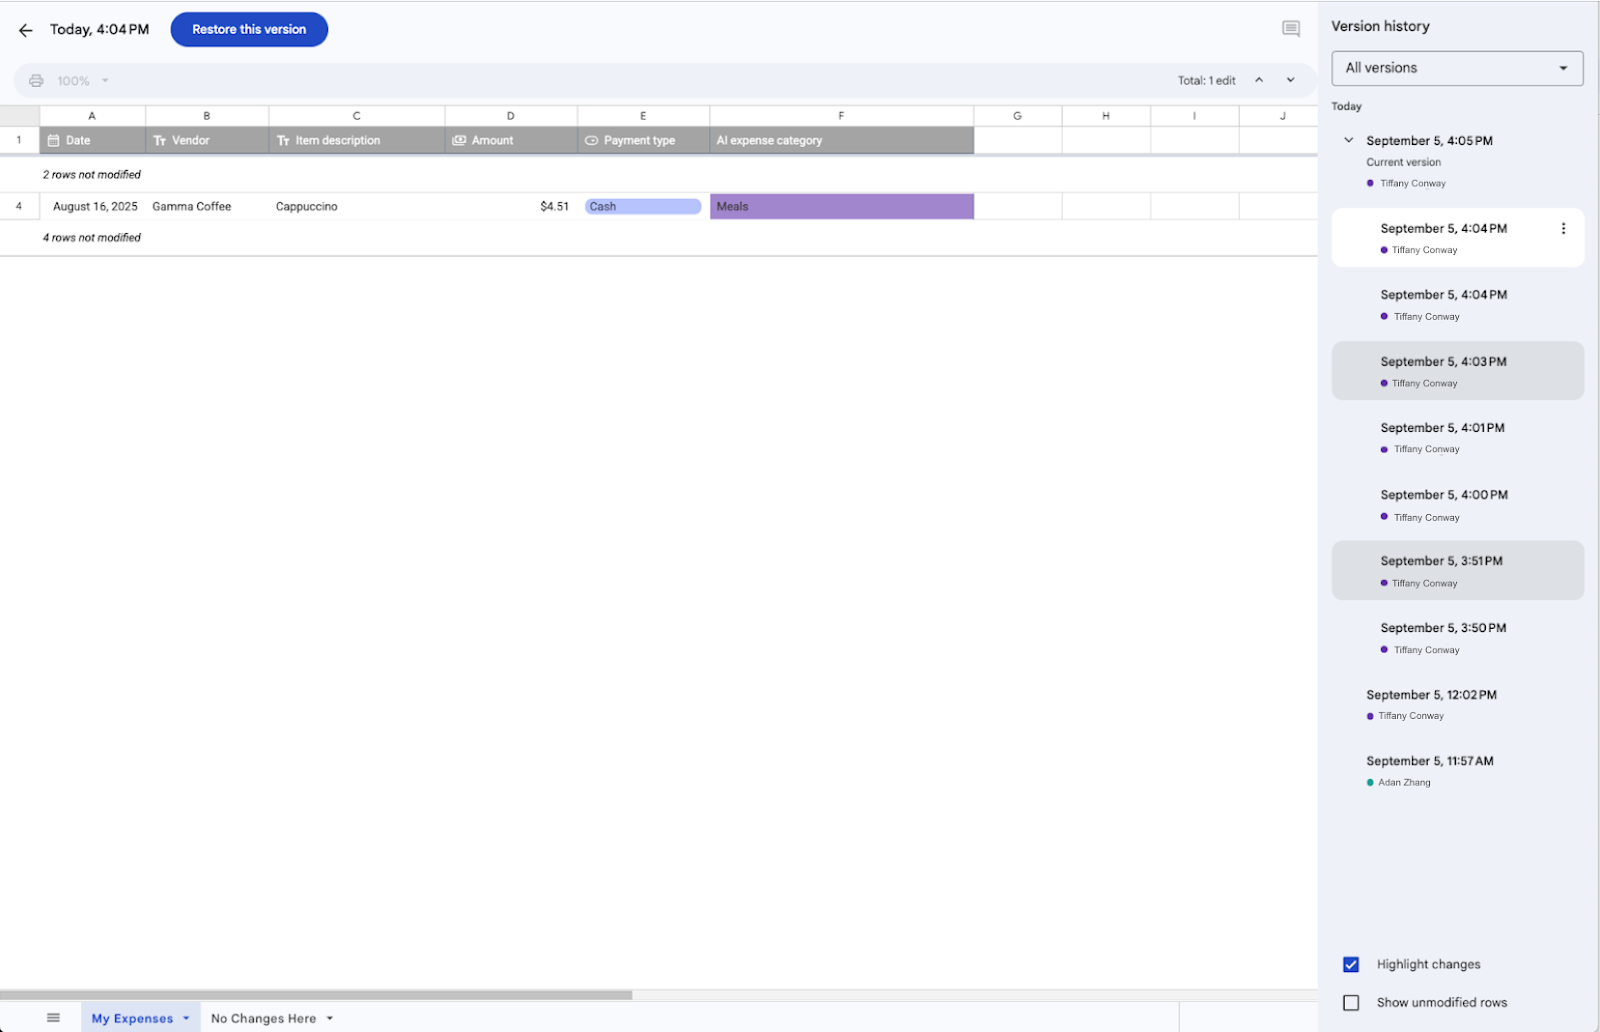 Today, 4:04 PM
Restore this version
100%
Total: 1 edit
A B C D E F G H I J
1 Date Vendor Item description Amount Payment type AI expense category
2 rows not modified
4 August 16, 2025 Gamma Coffee Cappuccino $4.51 Cash Meals
4 rows not modified
My Expenses
No Changes Here
Version history
All versions
Today
September 5, 4:05 PM
Current version
Tiffany Conway
September 5, 4:04 PM
Tiffany Conway
September 5, 4:04 PM
Tiffany Conway
September 5, 4:03 PM
Tiffany Conway
September 5, 4:01 PM
Tiffany Conway
September 5, 4:00 PM
Tiffany Conway
September 5, 3:51 PM
Tiffany Conway
September 5, 3:50 PM
Tiffany Conway
September 5, 12:02 PM
Tiffany Conway
September 5, 11:57 AM
Adan Zhang
Highlight changes
Show unmodified rows